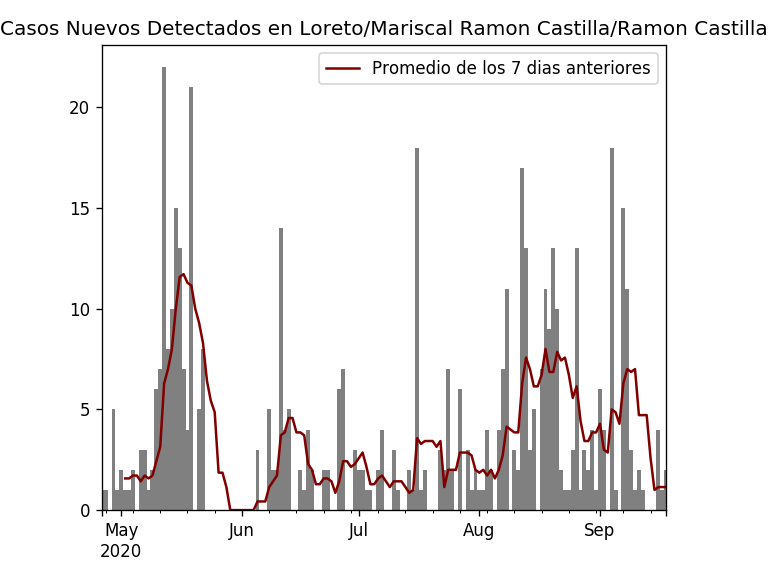 Casos Nuevos Detectados en Loreto/Mariscal Ramon Castilla/Ramon Castilla
Promedio de los 7 dias anteriores
20
15
10
5
0
May Jun Jul Aug Sep
2020